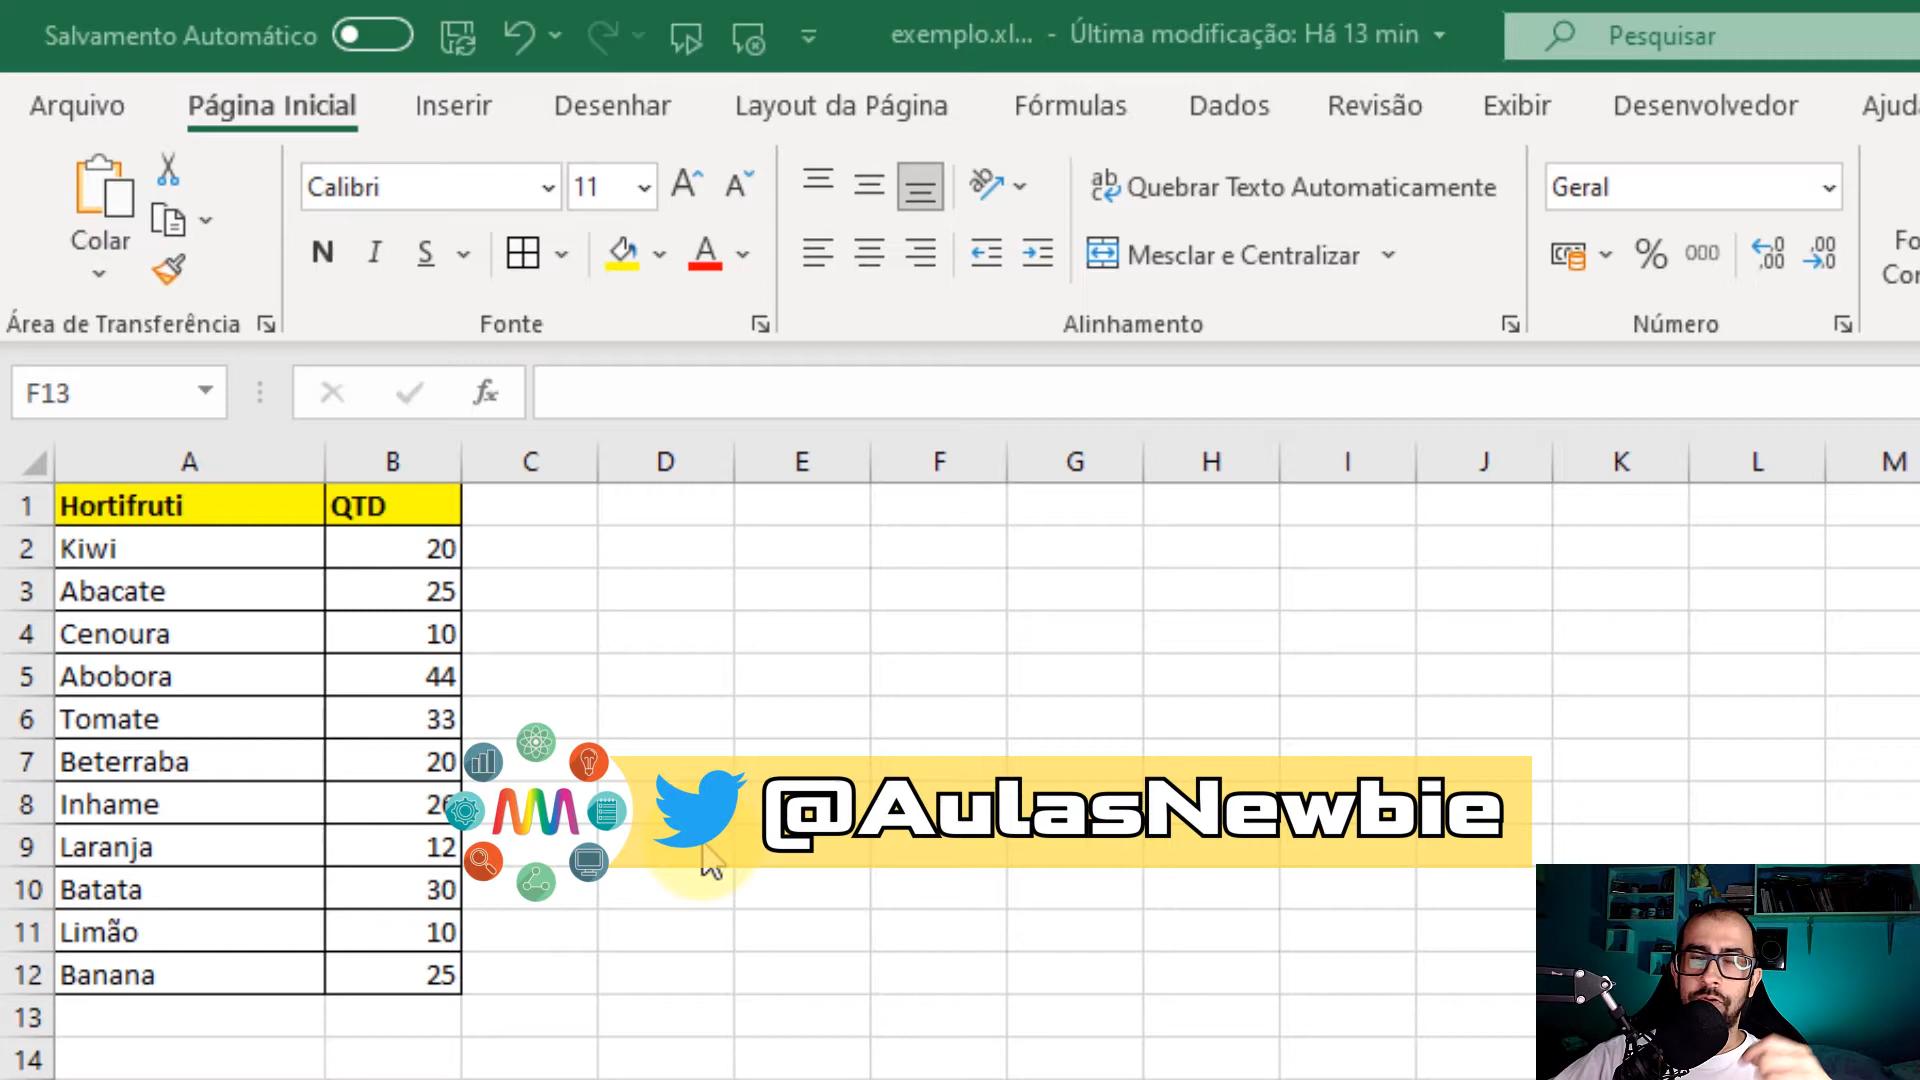 Salvamento Automático
exemplo.xl... - Última modificação: Há 13 min
Pesquisar
Arquivo Página Inicial Inserir Desenhar Layout da Página Fórmulas Dados Revisão Exibir Desenvolvedor
Calibri 11
Quebrar Texto Automaticamente
Geral
Colar
N I S
A
Mesclar e Centralizar
% 000
Área de Transferência Fonte Alinhamento Número
F13 fx
A B C D E F G H I J K L M
1 Hortifruti QTD
2 Kiwi 20
3 Abacate 25
4 Cenoura 10
5 Abobora 44
6 Tomate 33
7 Beterraba 20
8 Inhame
@AulasNewbie
9 Laranja 12
10 Batata 30
11 Limão 10
12 Banana 25
13
14